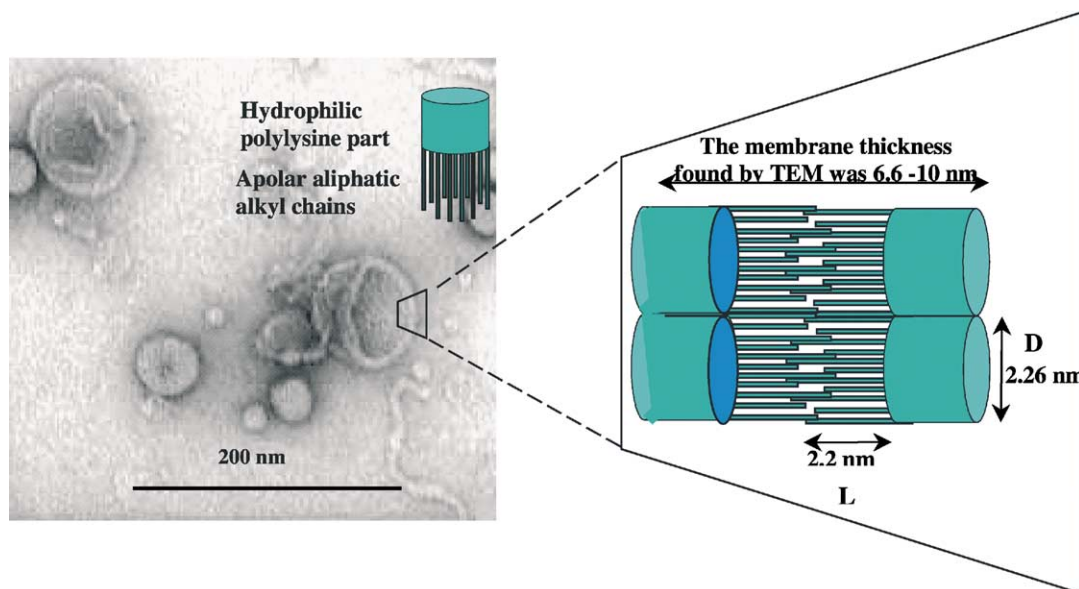 Hydrophilic
polylysine part
Apolar aliphatic
alkyl chains
200 nm
The membrane thickness
found by TEM was 6.6 -10 nm
D
2.26 nm
2.2 nm
L